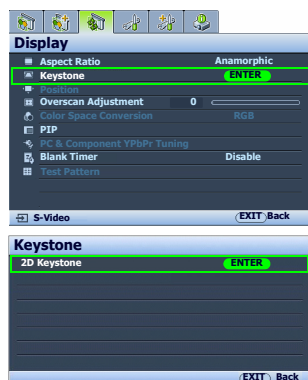 Display
Aspect Ratio Anamorphic
Keystone ENTER
Position
Overscan Adjustment 0
Color Space Conversion RGB
PIP
PC & Component YPbPr Tuning
Blank Timer Disable
Test Pattern
S-Video EXIT Back
Keystone
2D Keystone ENTER
EXIT Back